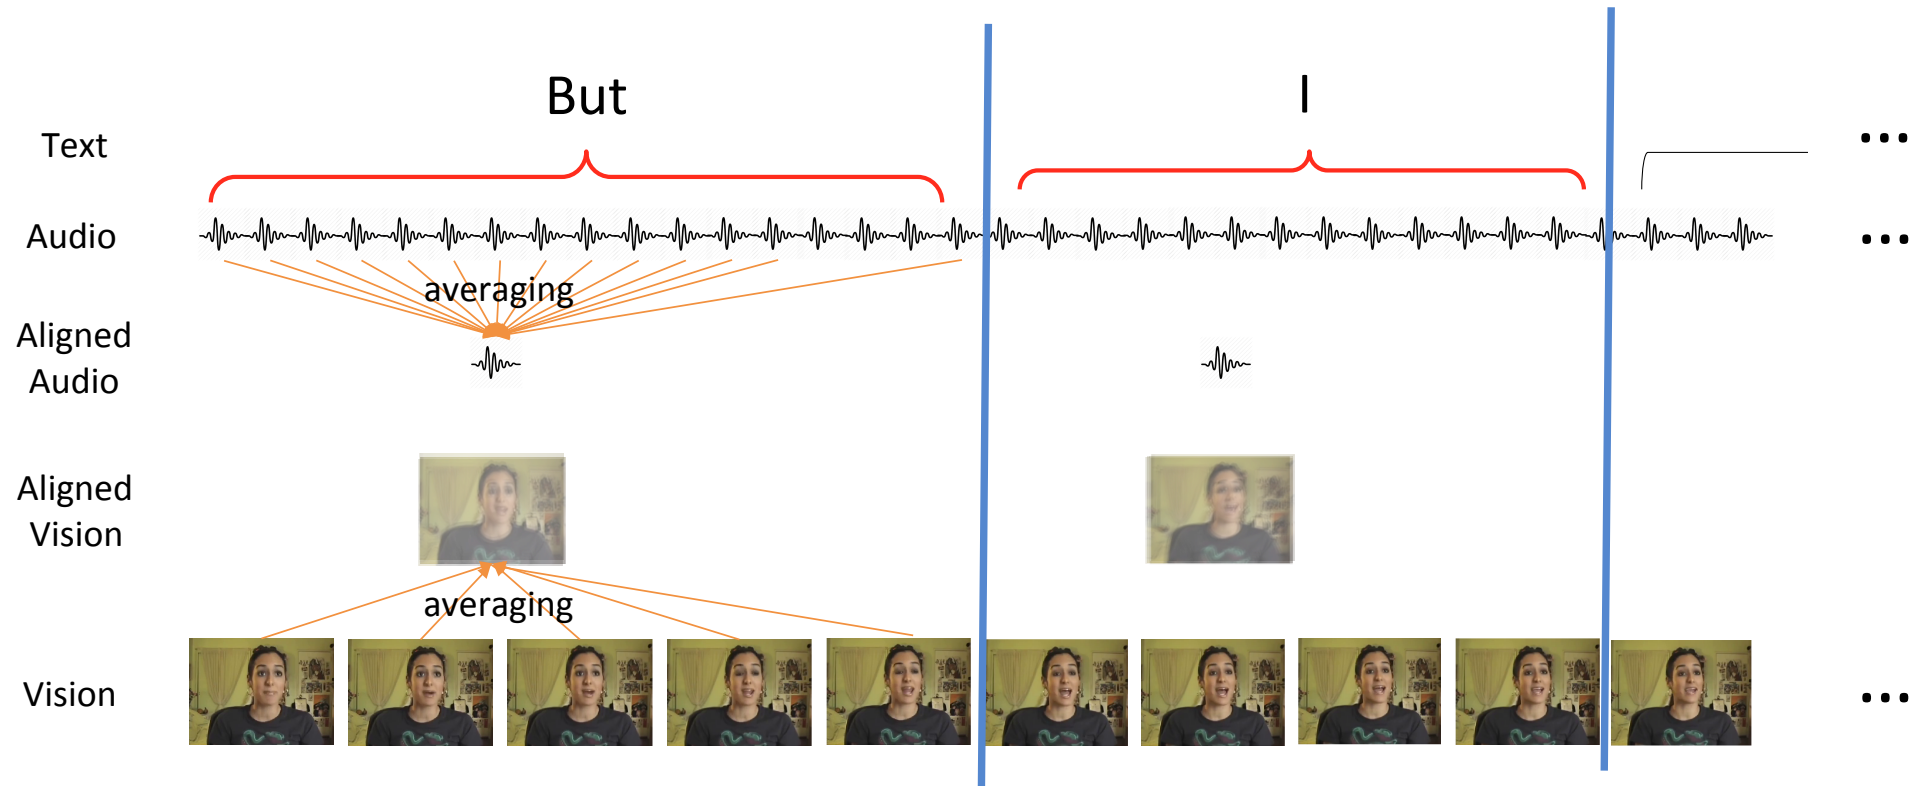 But
I
Text
...
Audio
...
averaging
Aligned
Audio
Aligned
Vision
averaging
Vision
...